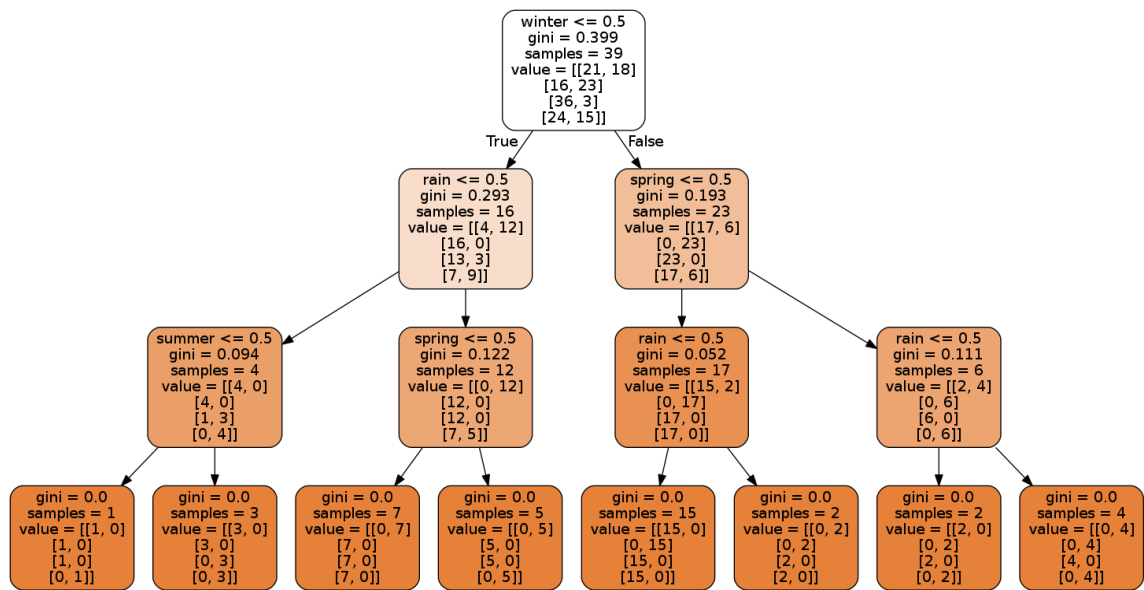 winter <= 0.5
gini = 0.399
samples = 39
value = [[21, 18]
[16, 23]
[36, 3]
[24, 15]]
True
False
rain <= 0.5
gini = 0.293
samples = 16
value = [[4, 12]
[16, 0]
[13, 3]
[7, 9]]
spring <= 0.5
gini = 0.193
samples = 23
value = [[17, 6]
[0, 23]
[23, 0]
[17, 6]]
summer <= 0.5
gini = 0.094
samples = 4
value = [[4, 0]
[4, 0]
[1, 3]
[0, 4]]
spring <= 0.5
gini = 0.122
samples = 12
value = [[0, 12]
[12, 0]
[12, 0]
[7, 5]]
rain <= 0.5
gini = 0.052
samples = 17
value = [[15, 2]
[0, 17]
[17, 0]
[17, 0]]
rain <= 0.5
gini = 0.111
samples = 6
value = [[2, 4]
[0, 6]
[6, 0]
[0, 6]]
gini = 0.0
samples = 1
value = [[1, 0]
[1, 0]
[1, 0]
[0, 1]]
gini = 0.0
samples = 3
value = [[3, 0]
[3, 0]
[0, 3]
[0, 3]]
gini = 0.0
samples = 7
value = [[0, 7]
[7, 0]
[7, 0]
[7, 0]]
gini = 0.0
samples = 5
value = [[0, 5]
[5, 0]
[5, 0]
[0, 5]]
gini = 0.0
samples = 15
value = [[15, 0]
[0, 15]
[15, 0]
[15, 0]]
gini = 0.0
samples = 2
value = [[0, 2]
[0, 2]
[2, 0]
[2, 0]]
gini = 0.0
samples = 2
value = [[2, 0]
[0, 2]
[2, 0]
[0, 2]]
gini = 0.0
samples = 4
value = [[0, 4]
[0, 4]
[4, 0]
[0, 4]]